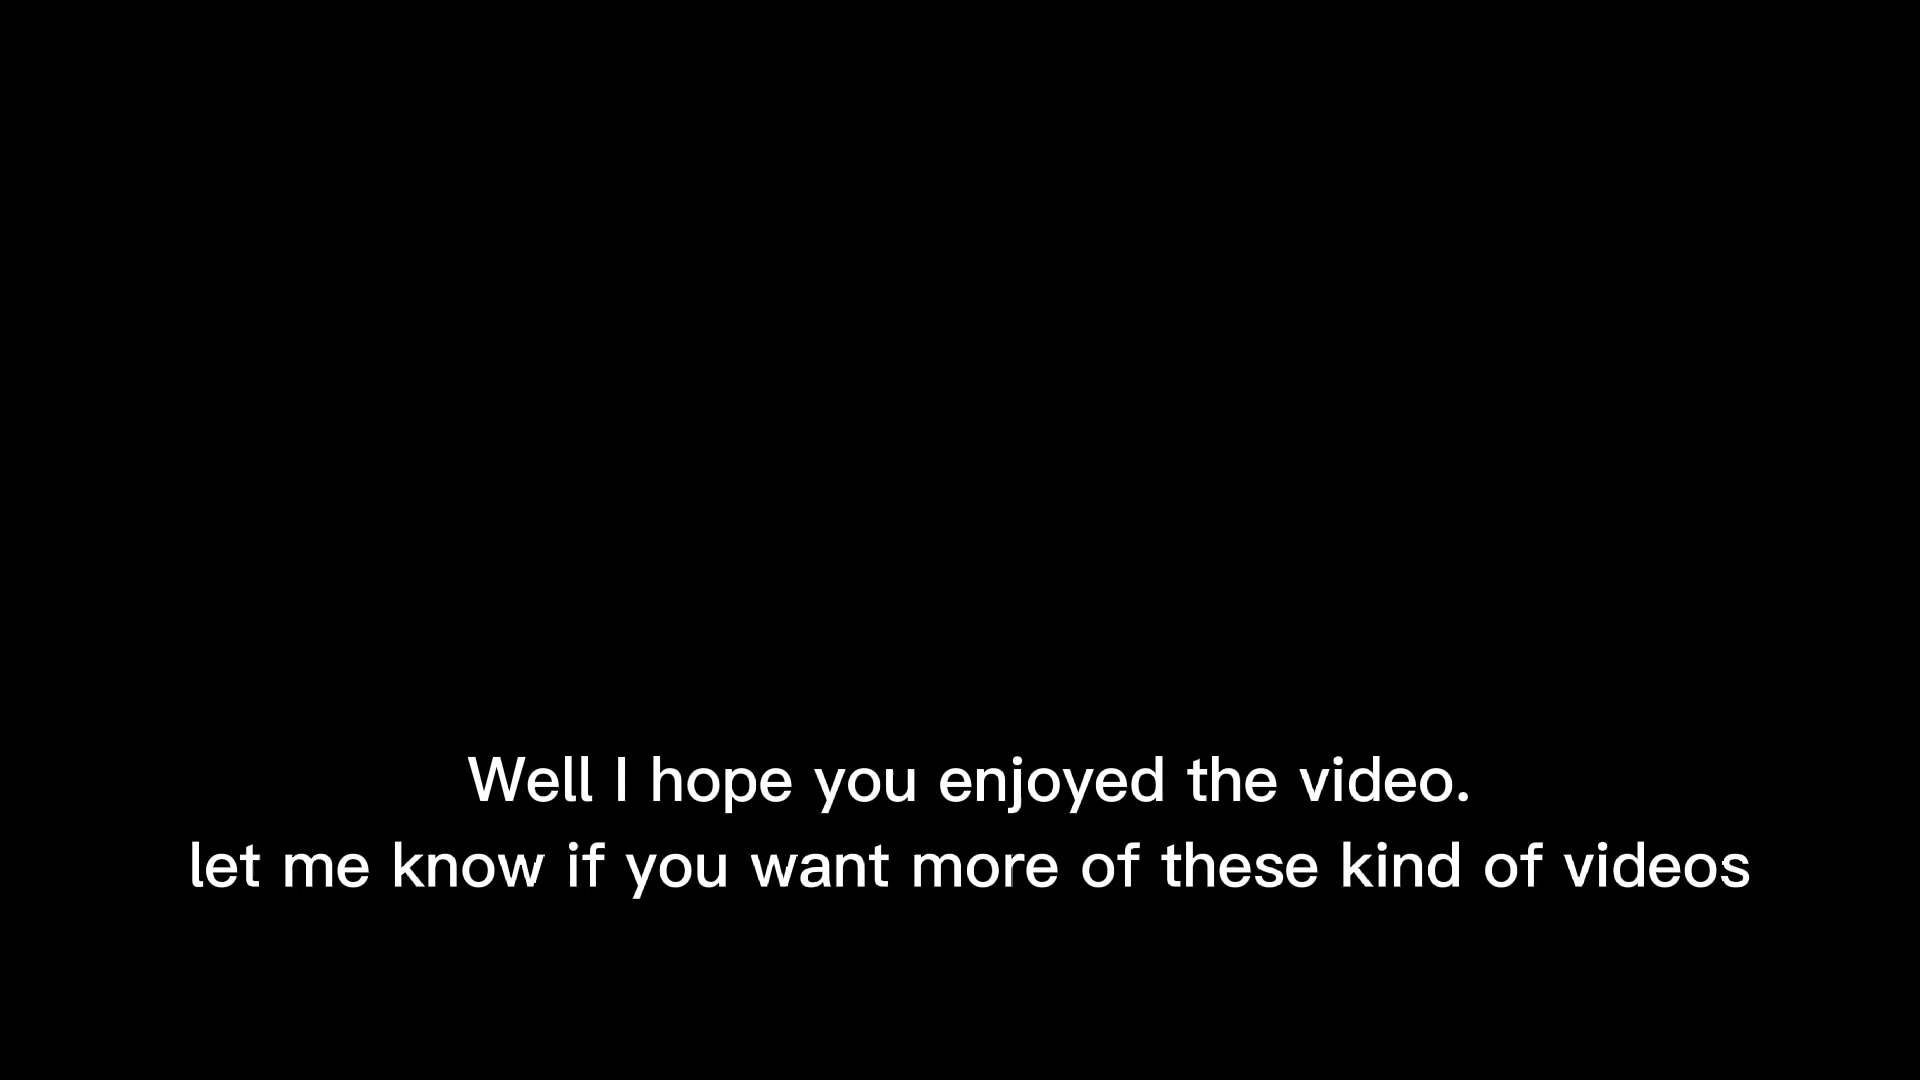 Well I hope you enjoyed the video.
let me know if you want more of these kind of videos